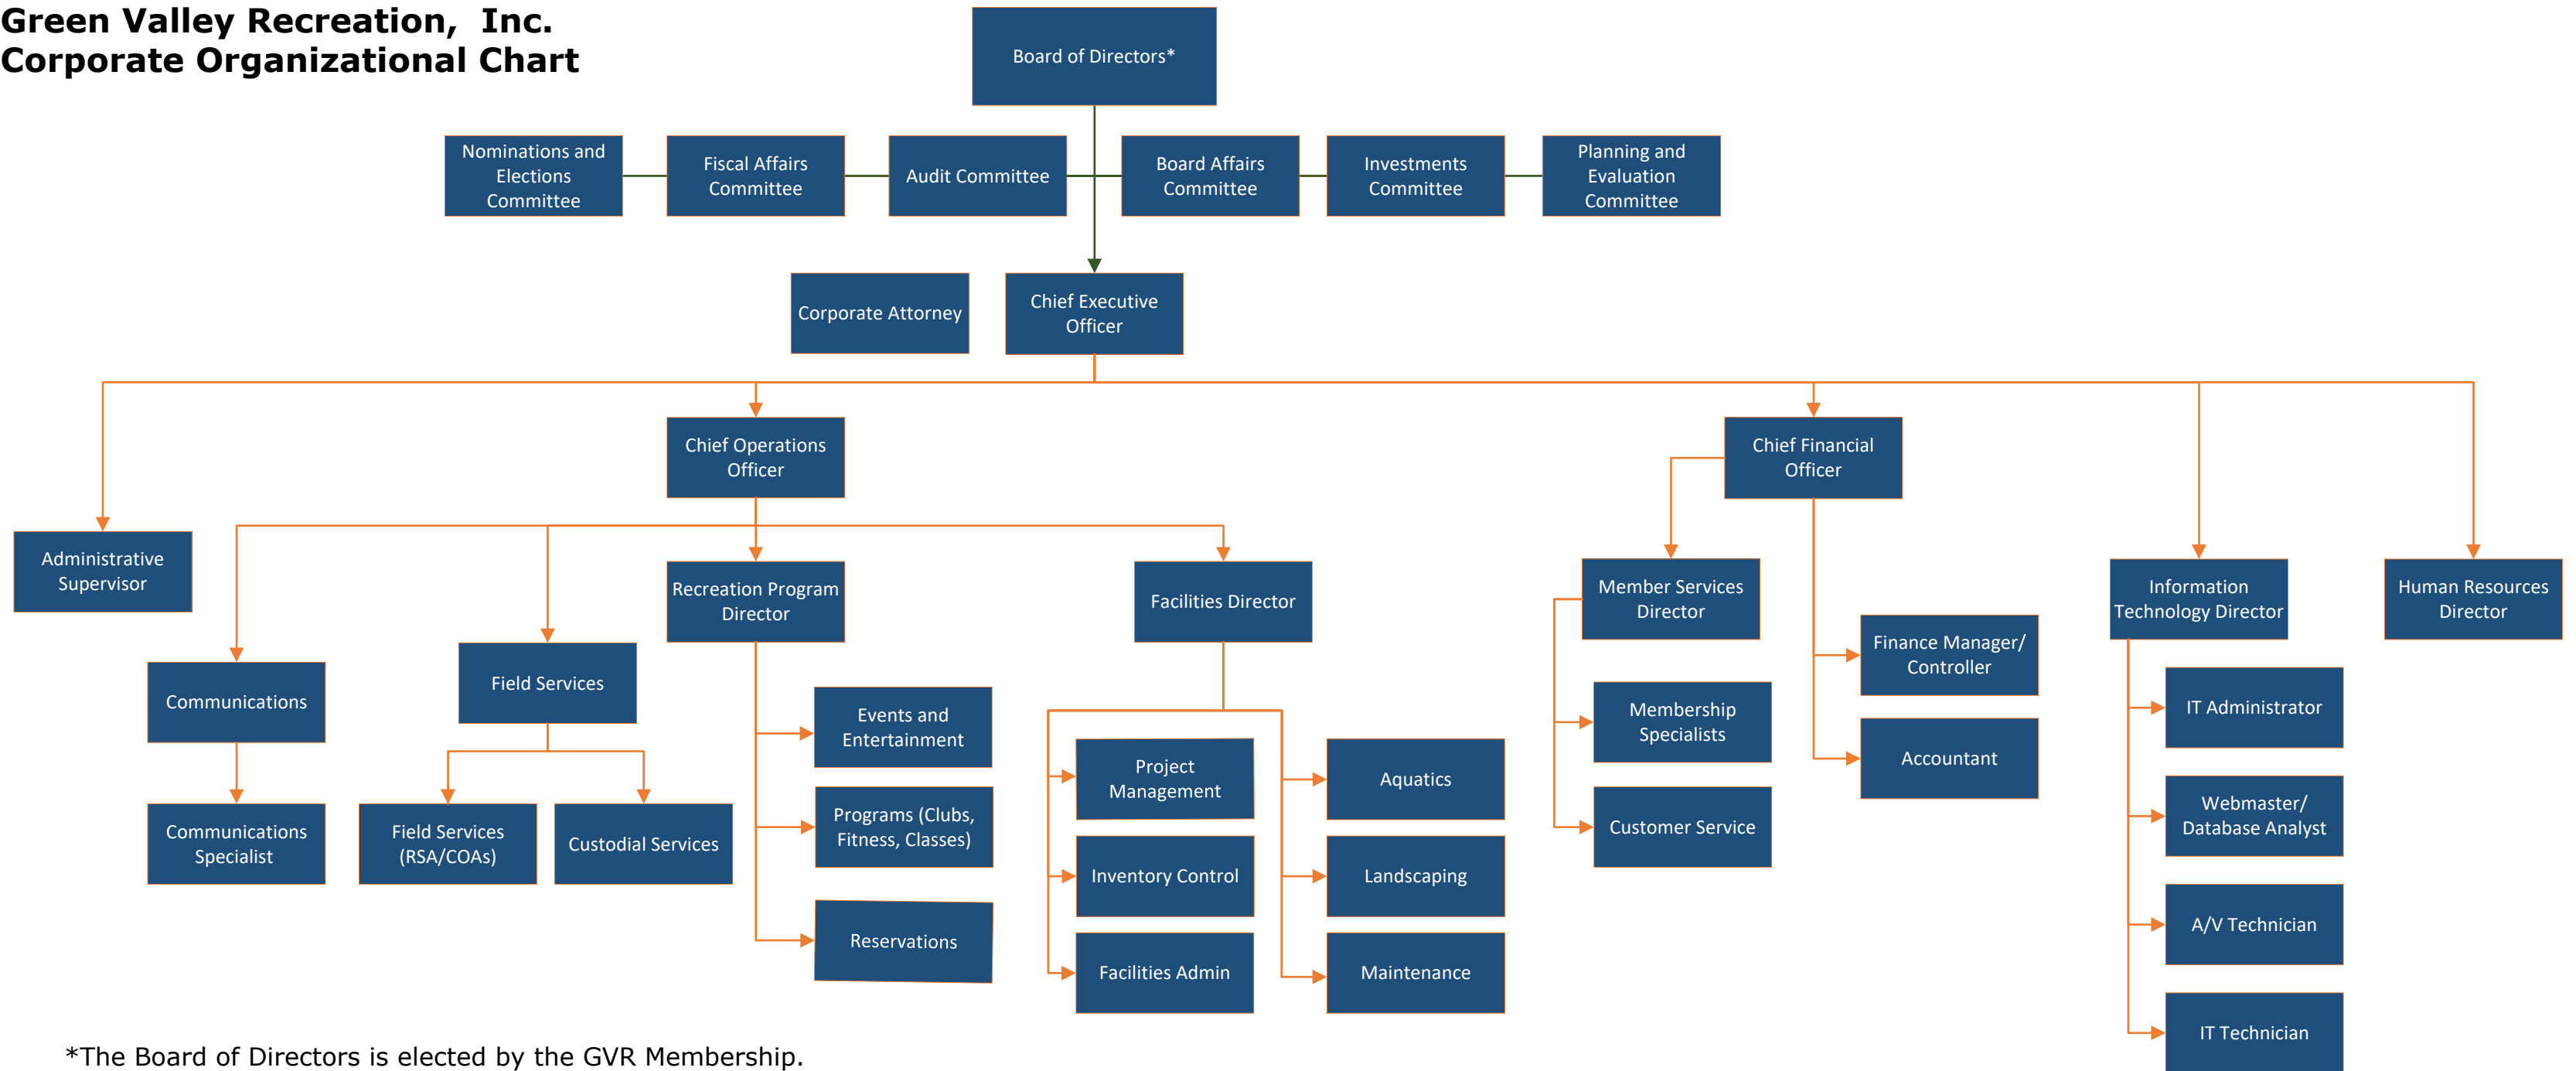 Green Valley Recreation, Inc.
Corporate Organizational Chart
Board of Directors*
Nominations and
Elections
Committee
Fiscal Affairs
Committee
Audit Committee
Board Affairs
Committee
Investments
Committee
Planning and
Evaluation
Committee
Corporate Attorney
Chief Executive
Officer
Chief Operations
Officer
Chief Financial
Officer
Administrative
Supervisor
Recreation Program
Director
Facilities Director
Member Services
Director
Information
Technology Director
Human Resources
Director
Communications
Field Services
Events and
Entertainment
Membership
Specialists
Finance Manager/
Controller
IT Administrator
Project
Management
Aquatics
Accountant
Communications
Specialist
Field Services
(RSA/COAs)
Custodial Services
Programs (Clubs,
Fitness, Classes)
Customer Service
Webmaster/
Database Analyst
Inventory Control
Landscaping
Reservations
A/V Technician
Facilities Admin
Maintenance
IT Technician
*The Board of Directors is elected by the GVR Membership.